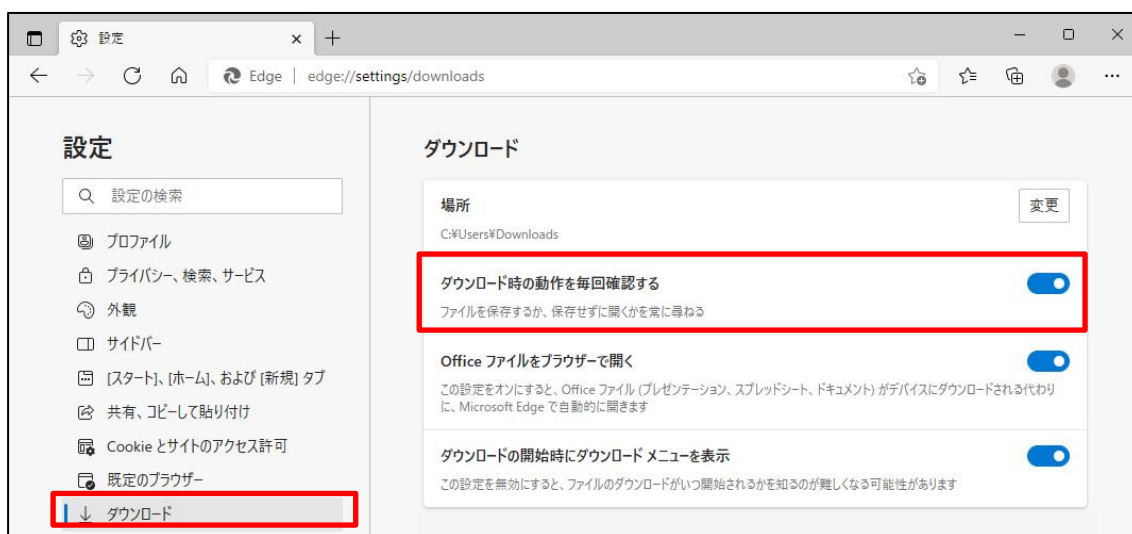 設定
Edge | edge://settings/downloads
設定
設定の検索
プロファイル
プライバシー、検索、サービス
外観
サイドバー
[スタート]、[ホーム]、および [新規] タブ
共有、コピーして貼り付け
Cookie とサイトのアクセス許可
既定のブラウザー
ダウンロード
ダウンロード
場所
変更
C:¥Users¥Downloads
ダウンロード時の動作を毎回確認する
ファイルを保存するか、保存せずに開くかを常に尋ねる
Office ファイルをブラウザーで開く
この設定をオンにすると、Office ファイル (プレゼンテーション、スプレッドシート、ドキュメント) がデバイスにダウンロードされる代わり
に、Microsoft Edge で自動的に開きます
ダウンロードの開始時にダウンロード メニューを表示
この設定を無効にすると、ファイルのダウンロードがいつ開始されるかを知るのが難しくなる可能性があります